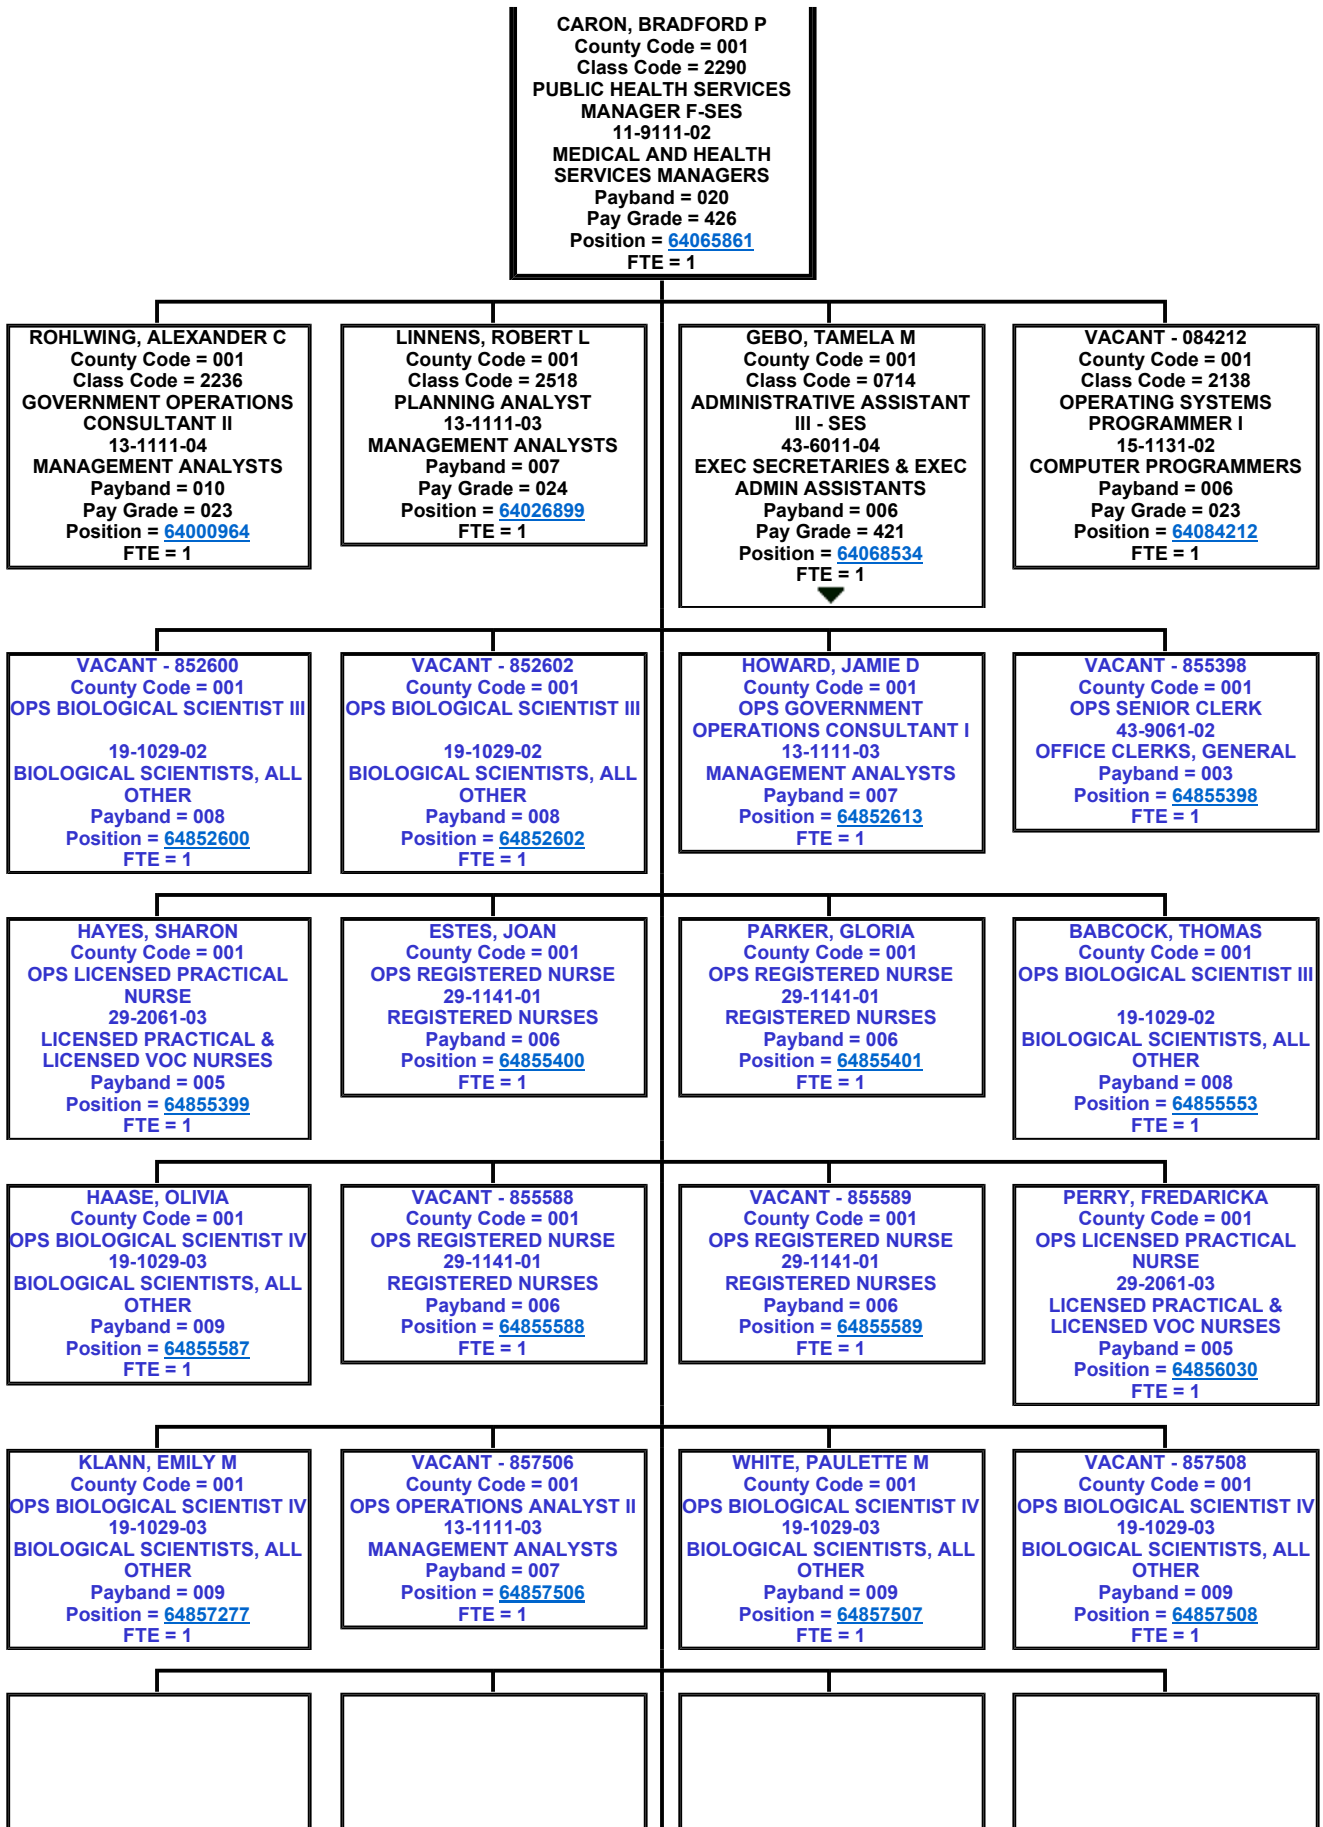 CARON, BRADFORD P
County Code = 001
Class Code = 2290
PUBLIC HEALTH SERVICES
MANAGER F-SES
11-9111-02
MEDICAL AND HEALTH
SERVICES MANAGERS
Payband = 020
Pay Grade = 426
Position = 64065861
FTE = 1
ROHLWING, ALEXANDER C
County Code = 001
Class Code = 2236
GOVERNMENT OPERATIONS
CONSULTANT II
13-1111-04
MANAGEMENT ANALYSTS
Payband = 010
Pay Grade = 023
Position = 64000964
FTE = 1
LINNENS, ROBERT L
County Code = 001
Class Code = 2518
PLANNING ANALYST
13-1111-03
MANAGEMENT ANALYSTS
Payband = 007
Pay Grade = 024
Position = 64026899
FTE = 1
GEBO, TAMELA M
County Code = 001
Class Code = 0714
ADMINISTRATIVE ASSISTANT
III - SES
43-6011-04
EXEC SECRETARIES & EXEC
ADMIN ASSISTANTS
Payband = 006
Pay Grade = 421
Position = 64068534
FTE = 1
VACANT - 084212
County Code = 001
Class Code = 2138
OPERATING SYSTEMS
PROGRAMMER I
15-1131-02
COMPUTER PROGRAMMERS
Payband = 006
Pay Grade = 023
Position = 64084212
FTE = 1
VACANT - 852600
County Code = 001
OPS BIOLOGICAL SCIENTIST III
19-1029-02
BIOLOGICAL SCIENTISTS, ALL
OTHER
Payband = 008
Position = 64852600
FTE = 1
VACANT - 852602
County Code = 001
OPS BIOLOGICAL SCIENTIST III
19-1029-02
BIOLOGICAL SCIENTISTS, ALL
OTHER
Payband = 008
Position = 64852602
FTE = 1
HOWARD, JAMIE D
County Code = 001
OPS GOVERNMENT
OPERATIONS CONSULTANT I
13-1111-03
MANAGEMENT ANALYSTS
Payband = 007
Position = 64852613
FTE = 1
VACANT - 855398
County Code = 001
OPS SENIOR CLERK
43-9061-02
OFFICE CLERKS, GENERAL
Payband = 003
Position = 64855398
FTE = 1
HAYES, SHARON
County Code = 001
OPS LICENSED PRACTICAL
NURSE
29-2061-03
LICENSED PRACTICAL &
LICENSED VOC NURSES
Payband = 005
Position = 64855399
FTE = 1
ESTES, JOAN
County Code = 001
OPS REGISTERED NURSE
29-1141-01
REGISTERED NURSES
Payband = 006
Position = 64855400
FTE = 1
PARKER, GLORIA
County Code = 001
OPS REGISTERED NURSE
29-1141-01
REGISTERED NURSES
Payband = 006
Position = 64855401
FTE = 1
BABCOCK, THOMAS
County Code = 001
OPS BIOLOGICAL SCIENTIST III
19-1029-02
BIOLOGICAL SCIENTISTS, ALL
OTHER
Payband = 008
Position = 64855553
FTE = 1
HAASE, OLIVIA
County Code = 001
OPS BIOLOGICAL SCIENTIST IV
19-1029-03
BIOLOGICAL SCIENTISTS, ALL
OTHER
Payband = 009
Position = 64855587
FTE = 1
VACANT - 855588
County Code = 001
OPS REGISTERED NURSE
29-1141-01
REGISTERED NURSES
Payband = 006
Position = 64855588
FTE = 1
VACANT - 855589
County Code = 001
OPS REGISTERED NURSE
29-1141-01
REGISTERED NURSES
Payband = 006
Position = 64855589
FTE = 1
PERRY, FREDARICKA
County Code = 001
OPS LICENSED PRACTICAL
NURSE
29-2061-03
LICENSED PRACTICAL &
LICENSED VOC NURSES
Payband = 005
Position = 64856030
FTE = 1
KLANN, EMILY M
County Code = 001
OPS BIOLOGICAL SCIENTIST IV
19-1029-03
BIOLOGICAL SCIENTISTS, ALL
OTHER
Payband = 009
Position = 64857277
FTE = 1
VACANT - 857506
County Code = 001
OPS OPERATIONS ANALYST II
13-1111-03
MANAGEMENT ANALYSTS
Payband = 007
Position = 64857506
FTE = 1
WHITE, PAULETTE M
County Code = 001
OPS BIOLOGICAL SCIENTIST IV
19-1029-03
BIOLOGICAL SCIENTISTS, ALL
OTHER
Payband = 009
Position = 64857507
FTE = 1
VACANT - 857508
County Code = 001
OPS BIOLOGICAL SCIENTIST IV
19-1029-03
BIOLOGICAL SCIENTISTS, ALL
OTHER
Payband = 009
Position = 64857508
FTE = 1